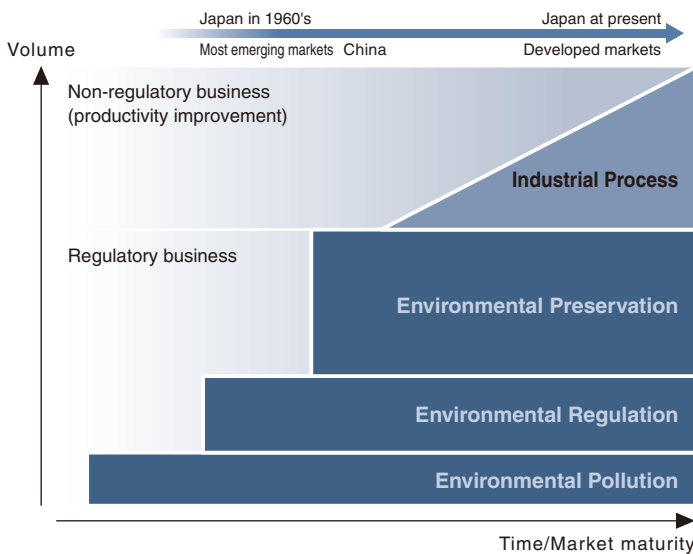 Japan in 1960's Japan at present
Volume Most emerging markets China Developed markets
Non-regulatory business
(productivity improvement)
Industrial Process
Regulatory business
Environmental Preservation
Environmental Regulation
Environmental Pollution
Time/Market maturity